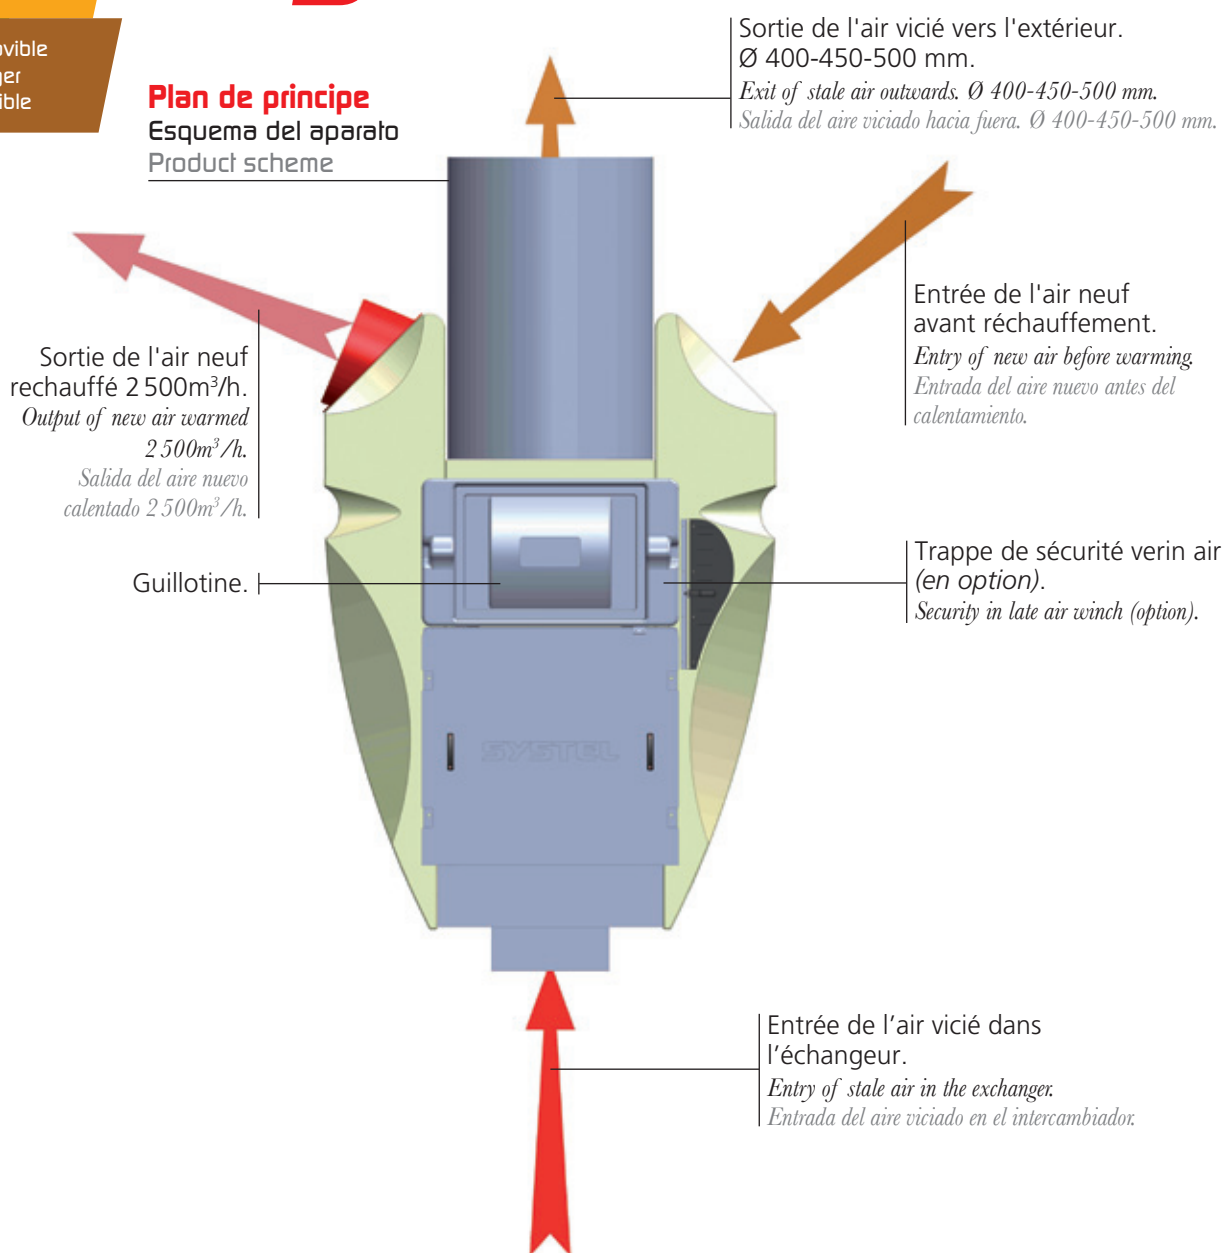 Sortie de l'air vicié vers l'extérieur.
Ø 400-450-500 mm.
Exit of stale air outwards. Ø 400-450-500 mm.
Salida del aire viciado hacia fuera. Ø 400-450-500 mm.
Plan de principe
Esquema del aparato
Product scheme
Entrée de l'air neuf
avant réchauffement.
Entry of new air before warming.
Entrada del aire nuevo antes del
calentamiento.
Sortie de l'air neuf
rechauffé 2 500m³/h.
Output of new air warmed
2 500m³/h.
Salida del aire nuevo
calentado 2 500m³/h.
Guillotine.
Trappe de sécurité verin air
(en option).
Security in late air winch (option).
SYSTEL
Entrée de l’air vicié dans
l’échangeur.
Entry of stale air in the exchanger.
Entrada del aire viciado en el intercambiador.